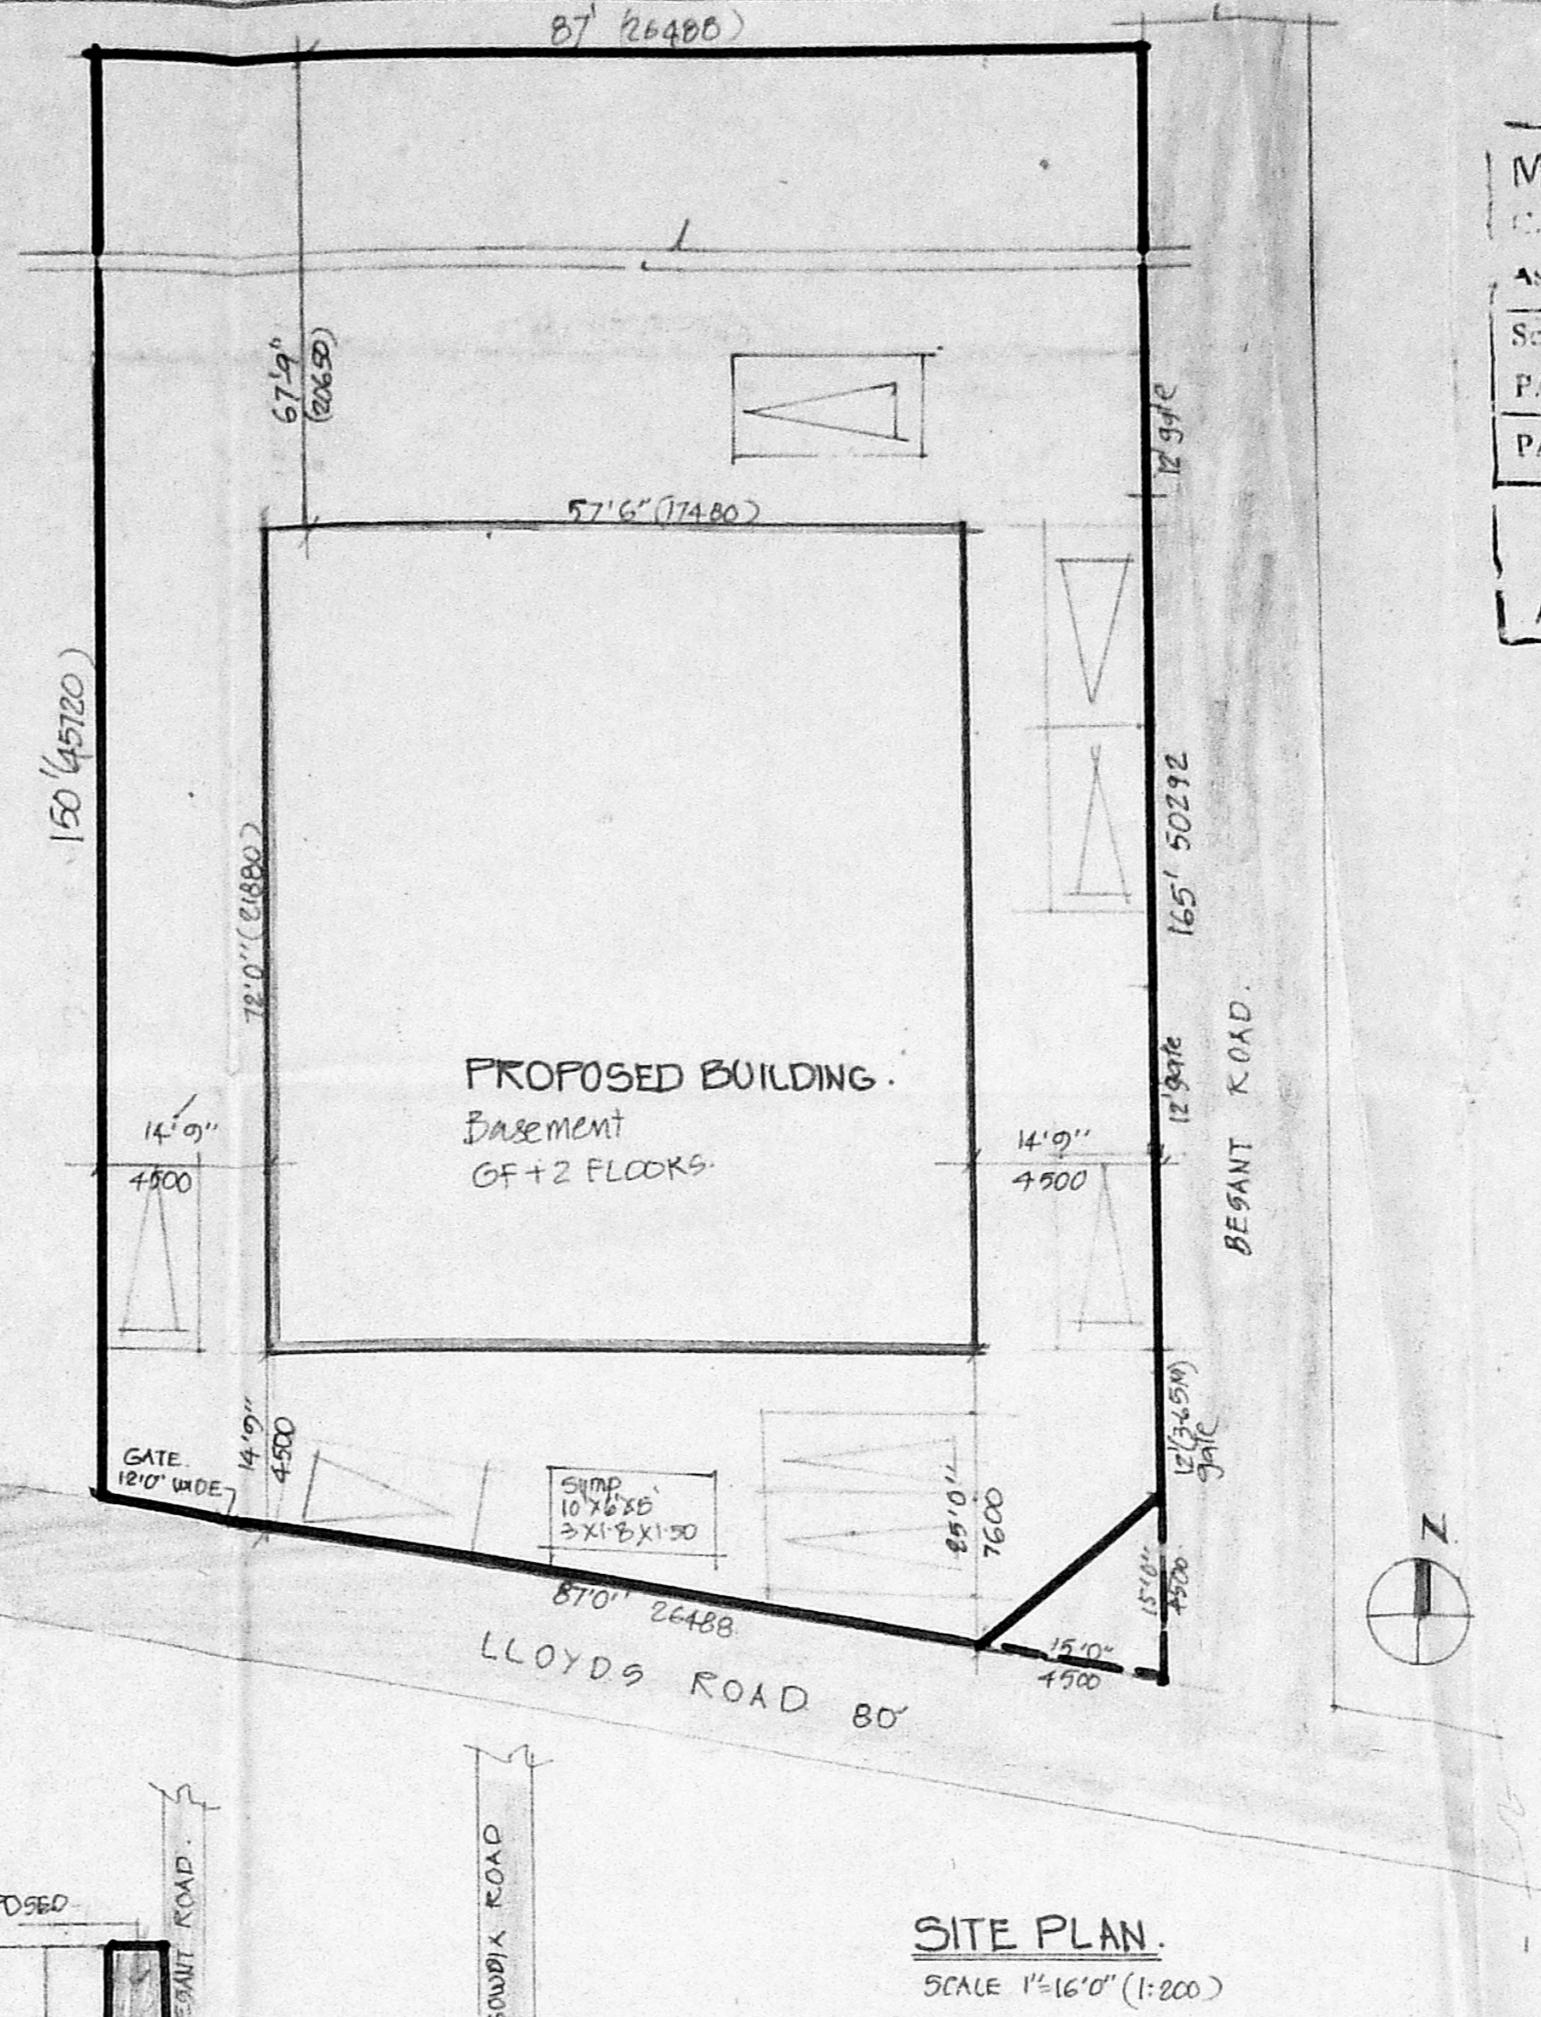 87' (26488)
67'-9"
(20650)
12' gate
57'6" (17480)
150' (45720)
165' 50292
72'0" (21880)
BESANT ROAD.
12' gate
PROPOSED BUILDING.
Basement
GF+2 FLOORS.
14'9"
4500
14'9"
4500
12' (3.65M)
gate
GATE.
12'0" WIDE
14'9"
4500
Sump
10'X6'X5'
3X1.8X1.50
25'0"
7600
15'0"
4500
87'0" 26488
15'0"
4500
N
LLOYDS ROAD 80'
POSED
ESANT ROAD.
ROAD
SITE PLAN.
SCALE 1"=16'0" (1:200)